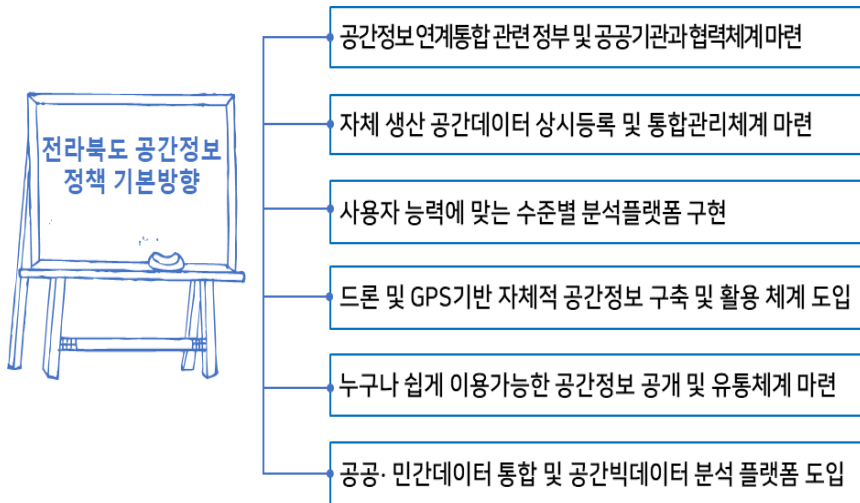 전라북도 공간정보
정책 기본방향
공간정보 연계통합 관련 정부 및 공공기관과 협력체계 마련
자체 생산 공간데이터 상시등록 및 통합관리체계 마련
사용자 능력에 맞는 수준별 분석플랫폼 구현
드론 및 GPS기반 자체적 공간정보 구축 및 활용 체계 도입
누구나 쉽게 이용가능한 공간정보 공개 및 유통체계 마련
공공· 민간데이터 통합 및 공간빅데이터 분석 플랫폼 도입